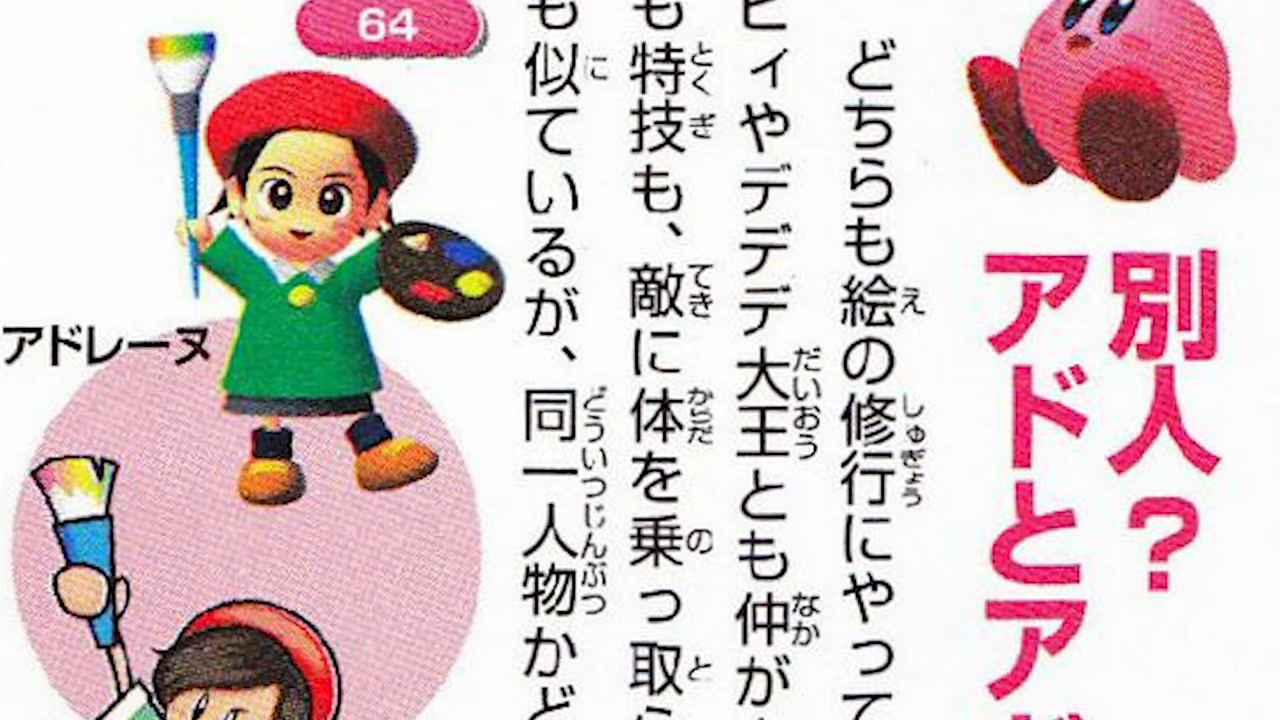 別人?
アドとア
どちらも絵の修行にやって
ィやデデデ大王とも仲が
も特技も、敵に体を乗っ取
も似ているが、同一人物かど
64
アドレーヌ